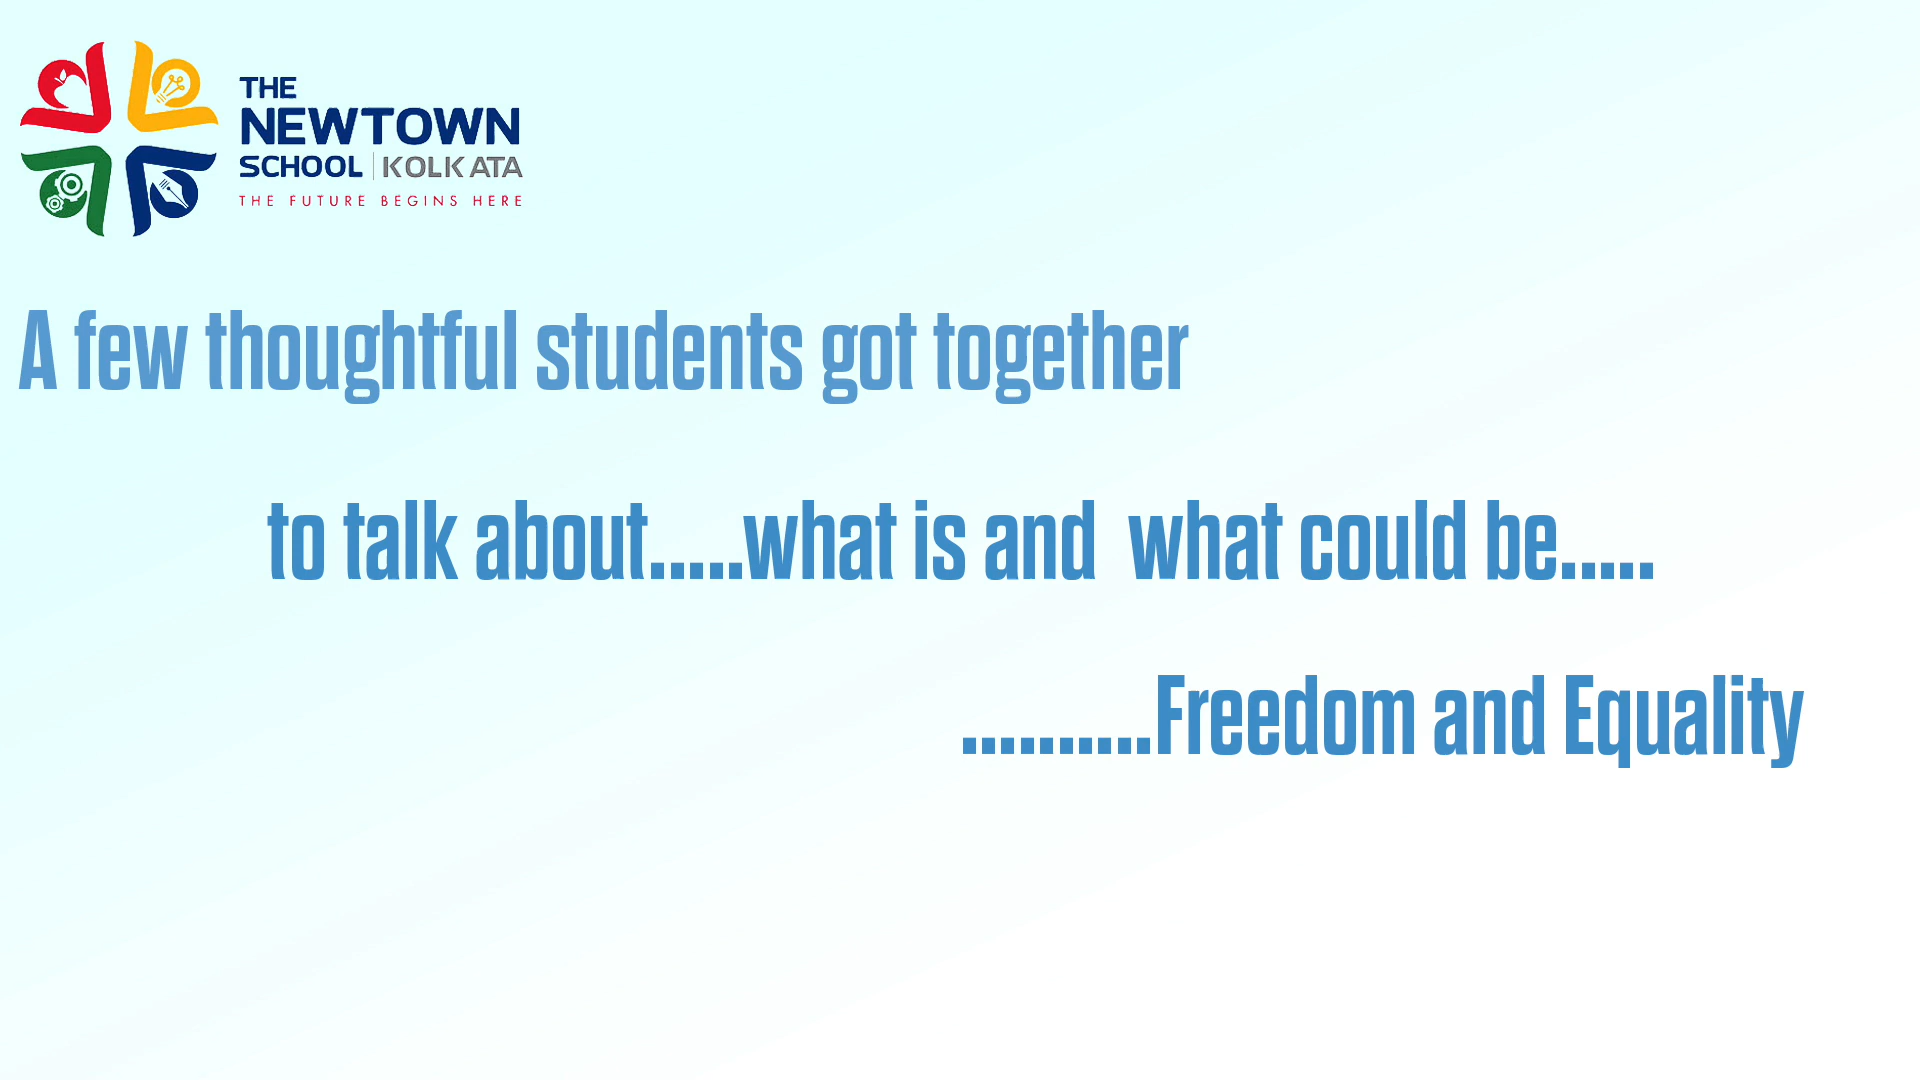 THE
NEWTOWN
SCHOOL | KOLKATA
THE FUTURE BEGINS HERE
A few thoughtful students got together
to talk about.....what is and what could be.....
..........Freedom and Equality